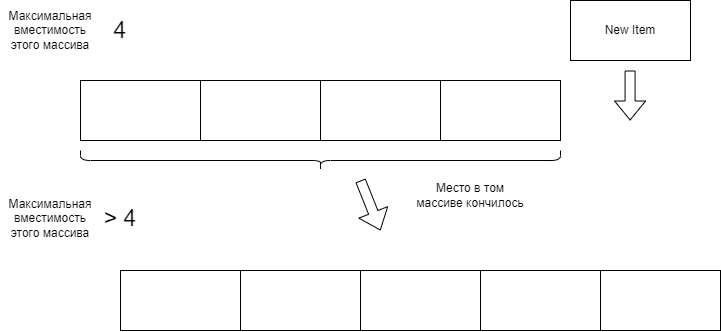 Максимальная
вместимость
этого массива
4
New Item
Место в том
массиве кончилось
Максимальная
вместимость
этого массива
> 4